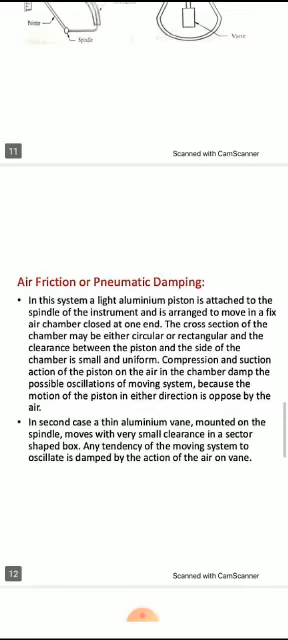 Pointer
Spindle
Vane
11
Scanned with CamScanner
Air Friction or Pneumatic Damping:
• In this system a light aluminium piston is attached to the
spindle of the instrument and is arranged to move in a fix
air chamber closed at one end. The cross section of the
chamber may be either circular or rectangular and the
clearance between the piston and the side of the
chamber is small and uniform. Compression and suction
action of the piston on the air in the chamber damp the
possible oscillations of moving system, because the
motion of the piston in either direction is oppose by the
air.
• In second case a thin aluminium vane, mounted on the
spindle, moves with very small clearance in a sector
shaped box. Any tendency of the moving system to
oscillate is damped by the action of the air on vane.
12
Scanned with CamScanner